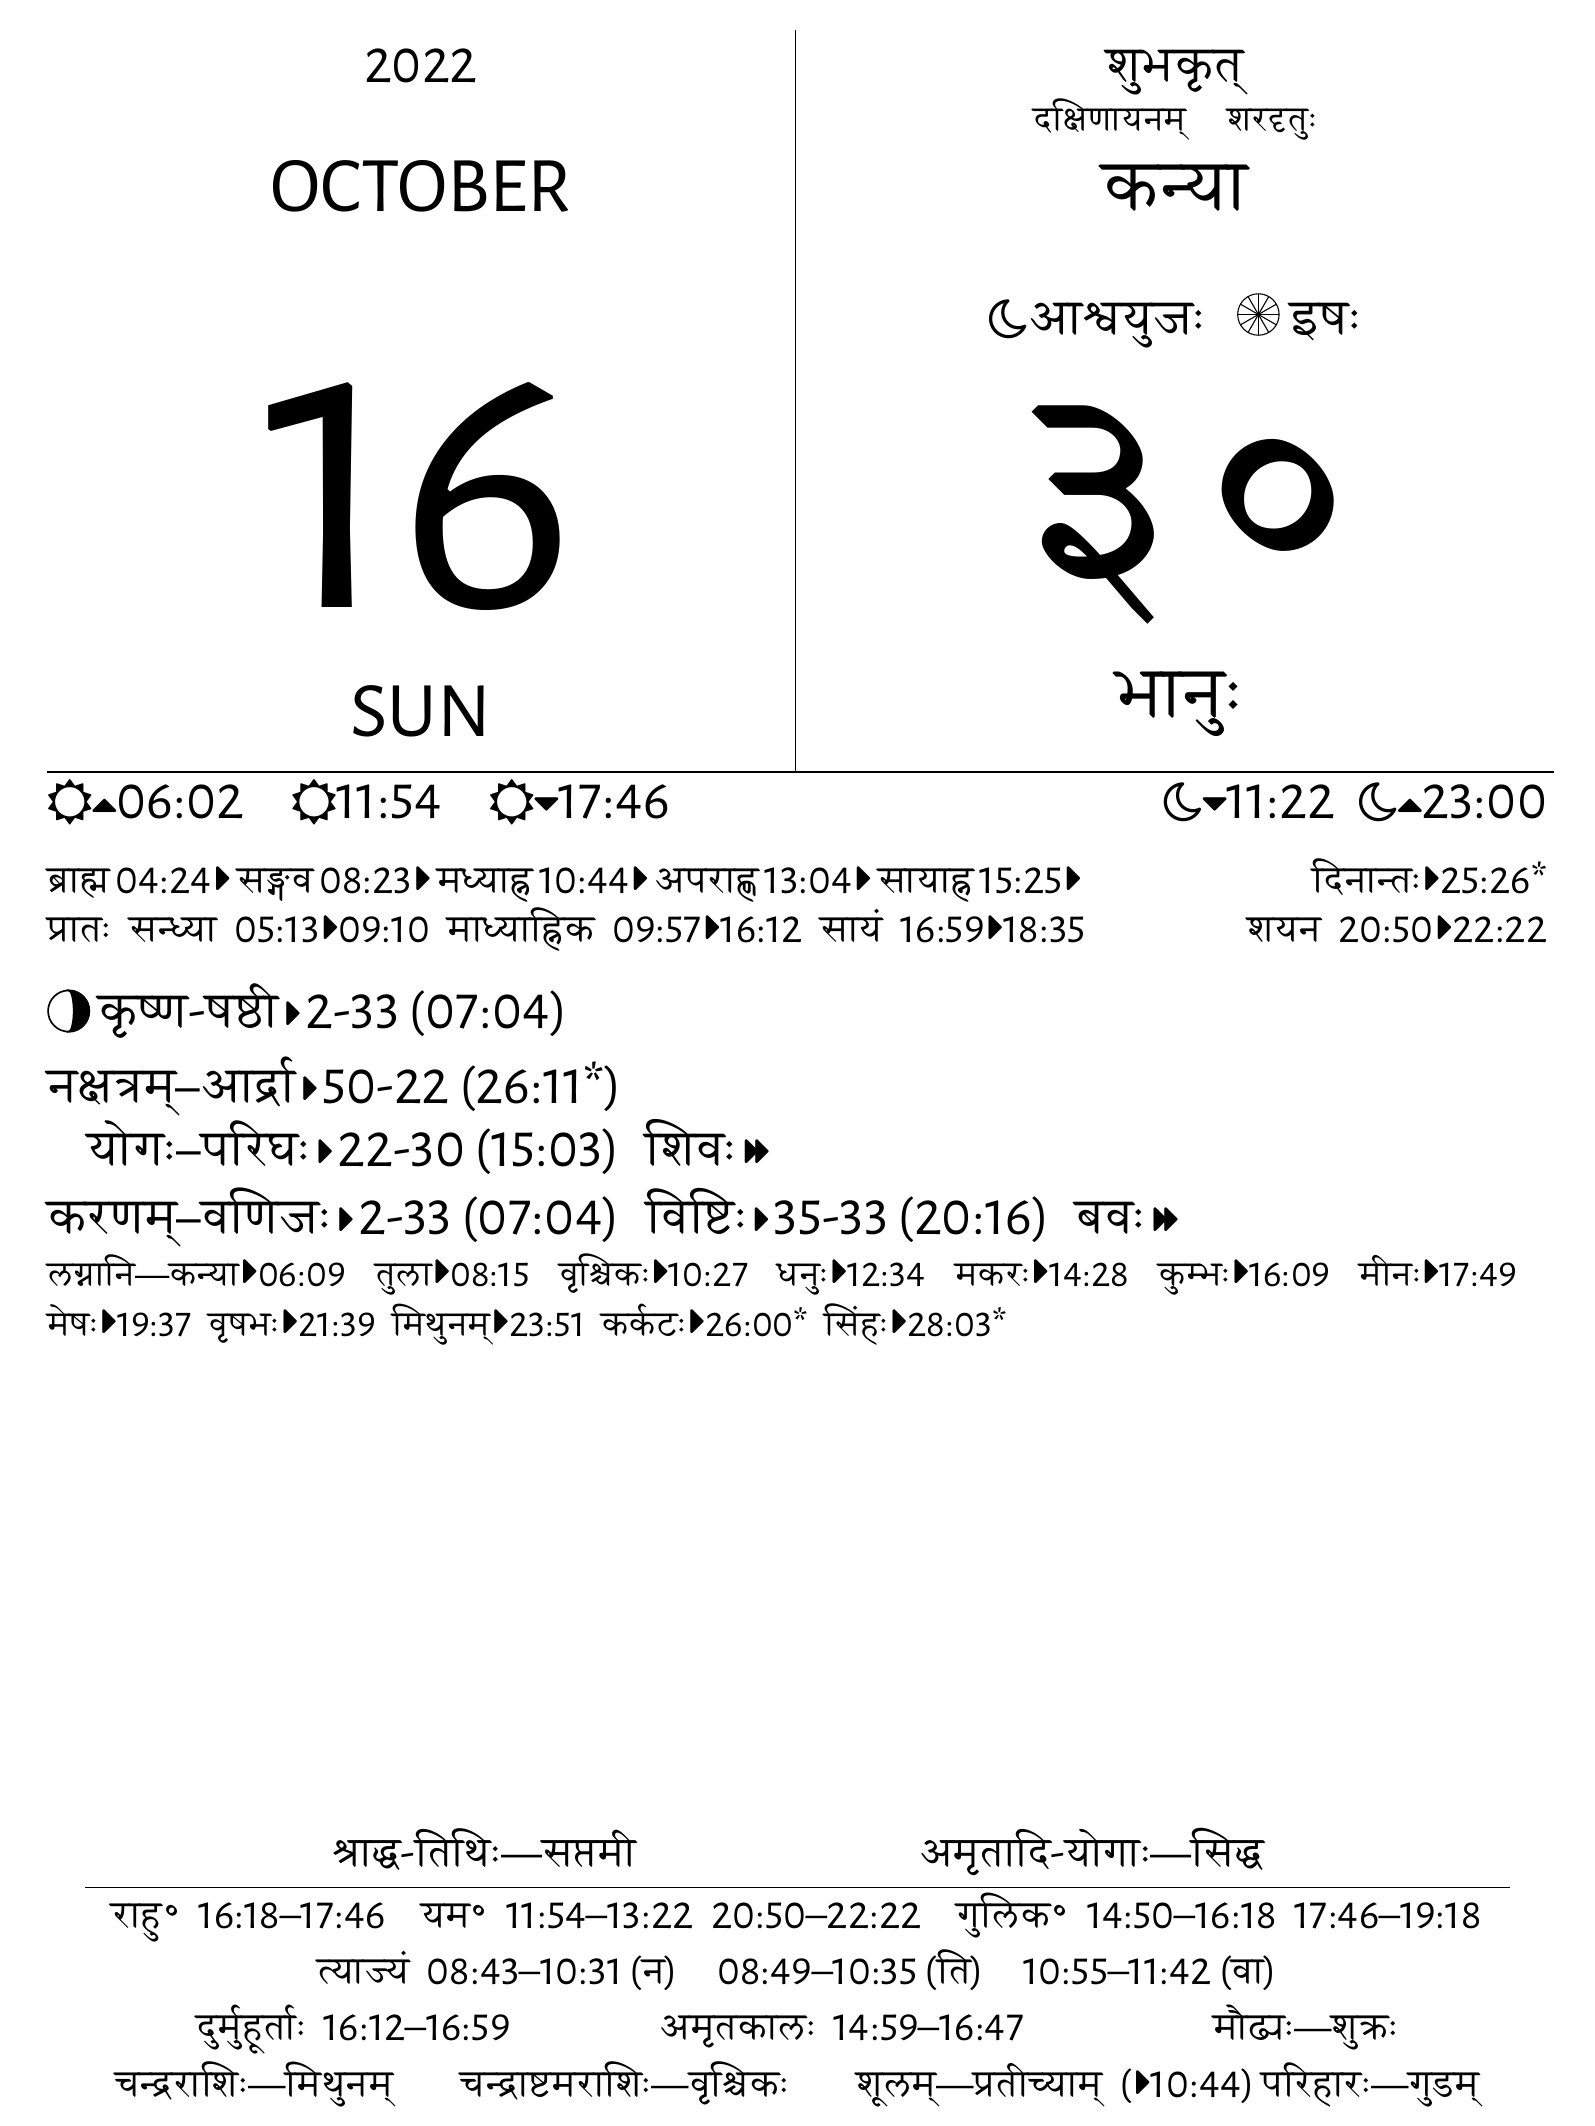 2022
OCTOBER
16
SUN
शुभकृत्
दक्षिणायनम् शरदृतुः
कन्या
आश्वयुजः इषः
३०
भानुः
06:02 11:54 17:46 11:22 23:00
ब्राह्म 04:24 सङ्गव 08:23 मध्याह्न 10:44 अपराह्ण 13:04 सायाह्न 15:25 दिनान्तः 25:26*
प्रातः सन्ध्या 05:13 09:10 माध्याह्निक 09:57 16:12 सायं 16:59 18:35 शयन 20:50 22:22
कृष्ण-षष्ठी 2-33 (07:04)
नक्षत्रम्–आर्द्रा 50-22 (26:11*)
योगः–परिघः 22-30 (15:03) शिवः
करणम्–वणिजः 2-33 (07:04) विष्टिः 35-33 (20:16) बवः
लग्नानि—कन्या 06:09 तुला 08:15 वृश्चिकः 10:27 धनुः 12:34 मकरः 14:28 कुम्भः 16:09 मीनः 17:49
मेषः 19:37 वृषभः 21:39 मिथुनम् 23:51 कर्कटः 26:00* सिंहः 28:03*
श्राद्ध-तिथिः—सप्तमी अमृतादि-योगाः—सिद्ध
राहु॰ 16:18–17:46 यम॰ 11:54–13:22 20:50–22:22 गुलिक॰ 14:50–16:18 17:46–19:18
त्याज्यं 08:43–10:31 (न) 08:49–10:35 (ति) 10:55–11:42 (वा)
दुर्मुहूर्ताः 16:12–16:59 अमृतकालः 14:59–16:47 मौढ्यः—शुक्रः
चन्द्रराशिः—मिथुनम् चन्द्राष्टमराशिः—वृश्चिकः शूलम्—प्रतीच्याम् (10:44) परिहारः—गुडम्